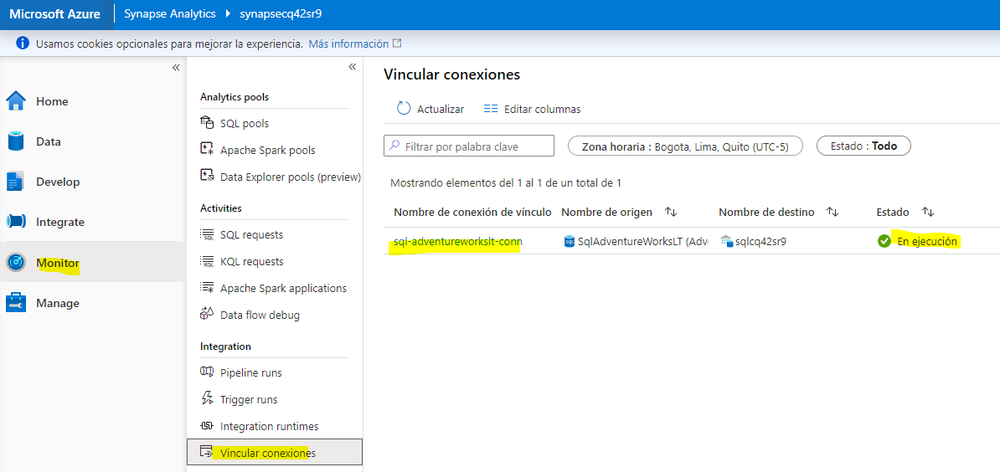 Microsoft Azure Synapse Analytics synapsecq42sr9
Usamos cookies opcionales para mejorar la experiencia. Más información
Home
Data
Develop
Integrate
Monitor
Manage
Analytics pools
SQL pools
Apache Spark pools
Data Explorer pools (preview)
Activities
SQL requests
KQL requests
Apache Spark applications
Data flow debug
Integration
Pipeline runs
Trigger runs
Integration runtimes
Vincular conexiones
Vincular conexiones
Actualizar Editar columnas
Filtrar por palabra clave Zona horaria : Bogota, Lima, Quito (UTC-5) Estado : Todo
Mostrando elementos del 1 al 1 de un total de 1
Nombre de conexión de vínculo Nombre de origen Nombre de destino Estado
sql-adventureworkslt-conn SqlAdventureWorksLT (Adv sqlcq42sr9 En ejecución